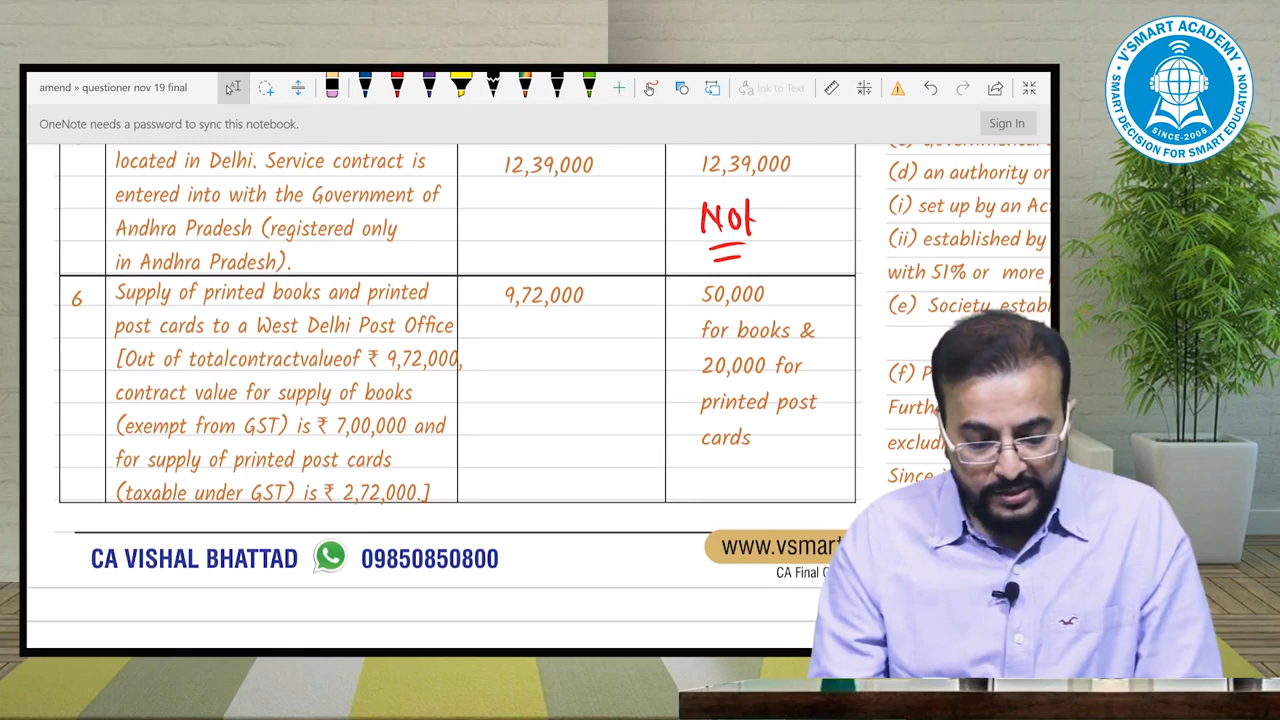 amend » questioner nov 19 final
Link to Text
OneNote needs a password to sync this notebook.
Sign In
located in Delhi. Service contract is
entered into with the Government of
Andhra Pradesh (registered only
in Andhra Pradesh).
12,39,000
12,39,000
Not
6
Supply of printed books and printed
post cards to a West Delhi Post Office
[Out of totalcontractvalueof ₹ 9,72,000,
contract value for supply of books
(exempt from GST) is ₹ 7,00,000 and
for supply of printed post cards
(taxable under GST) is ₹ 2,72,000.]
9,72,000
50,000
for books &
20,000 for
printed post
cards
(d) an authority or
(i) set up by an Act
(ii) established by
with 51% or more
(e) Society establ
(f) P
Furth
excludi
Since
CA VISHAL BHATTAD
09850850800
www.vsmar
CA Final
V'SMART ACADEMY
SMART DECISION FOR SMART EDUCATION
SINCE-2005